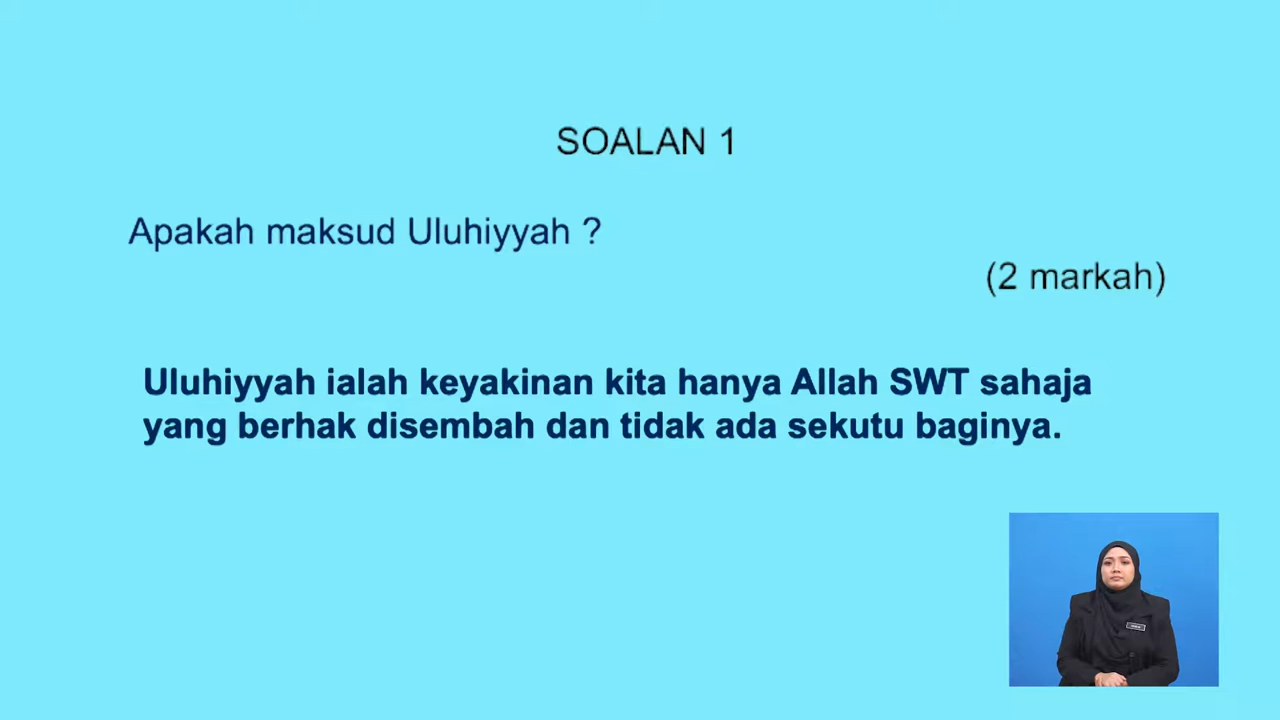 SOALAN 1
Apakah maksud Uluhiyyah ?
(2 markah)
Uluhiyyah ialah keyakinan kita hanya Allah SWT sahaja
yang berhak disembah dan tidak ada sekutu baginya.